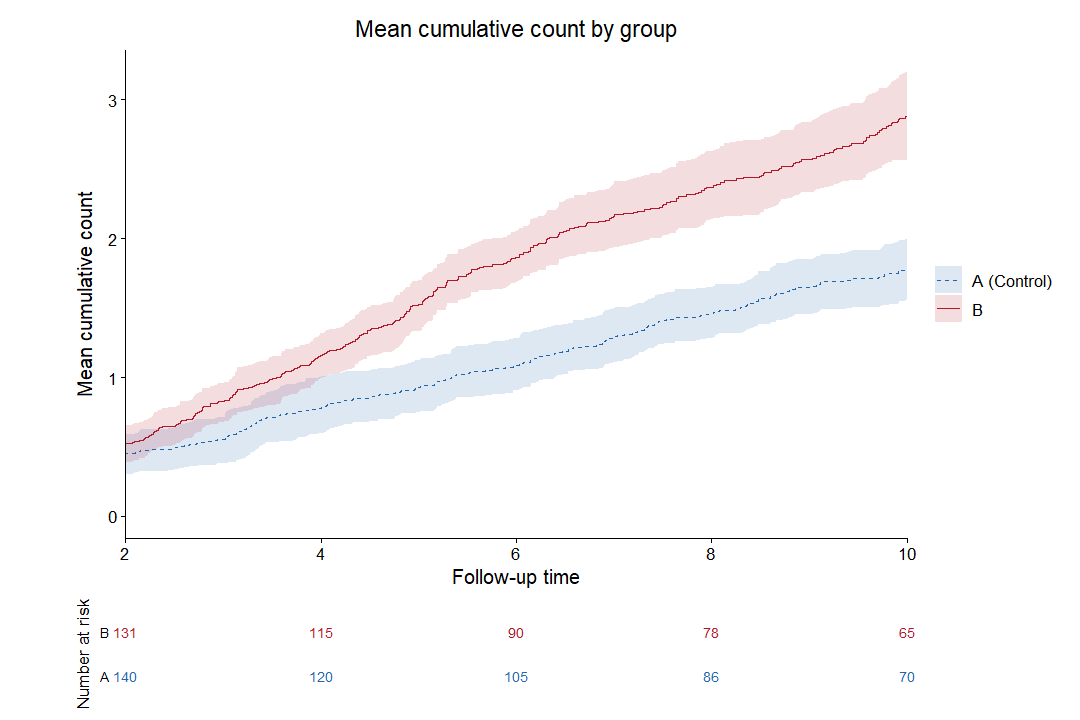 Mean cumulative count by group
Mean cumulative count
3
2
1
0
2 4 6 8 10
Follow-up time
A (Control)
B
Number at risk
B 131 115 90 78 65
A 140 120 105 86 70